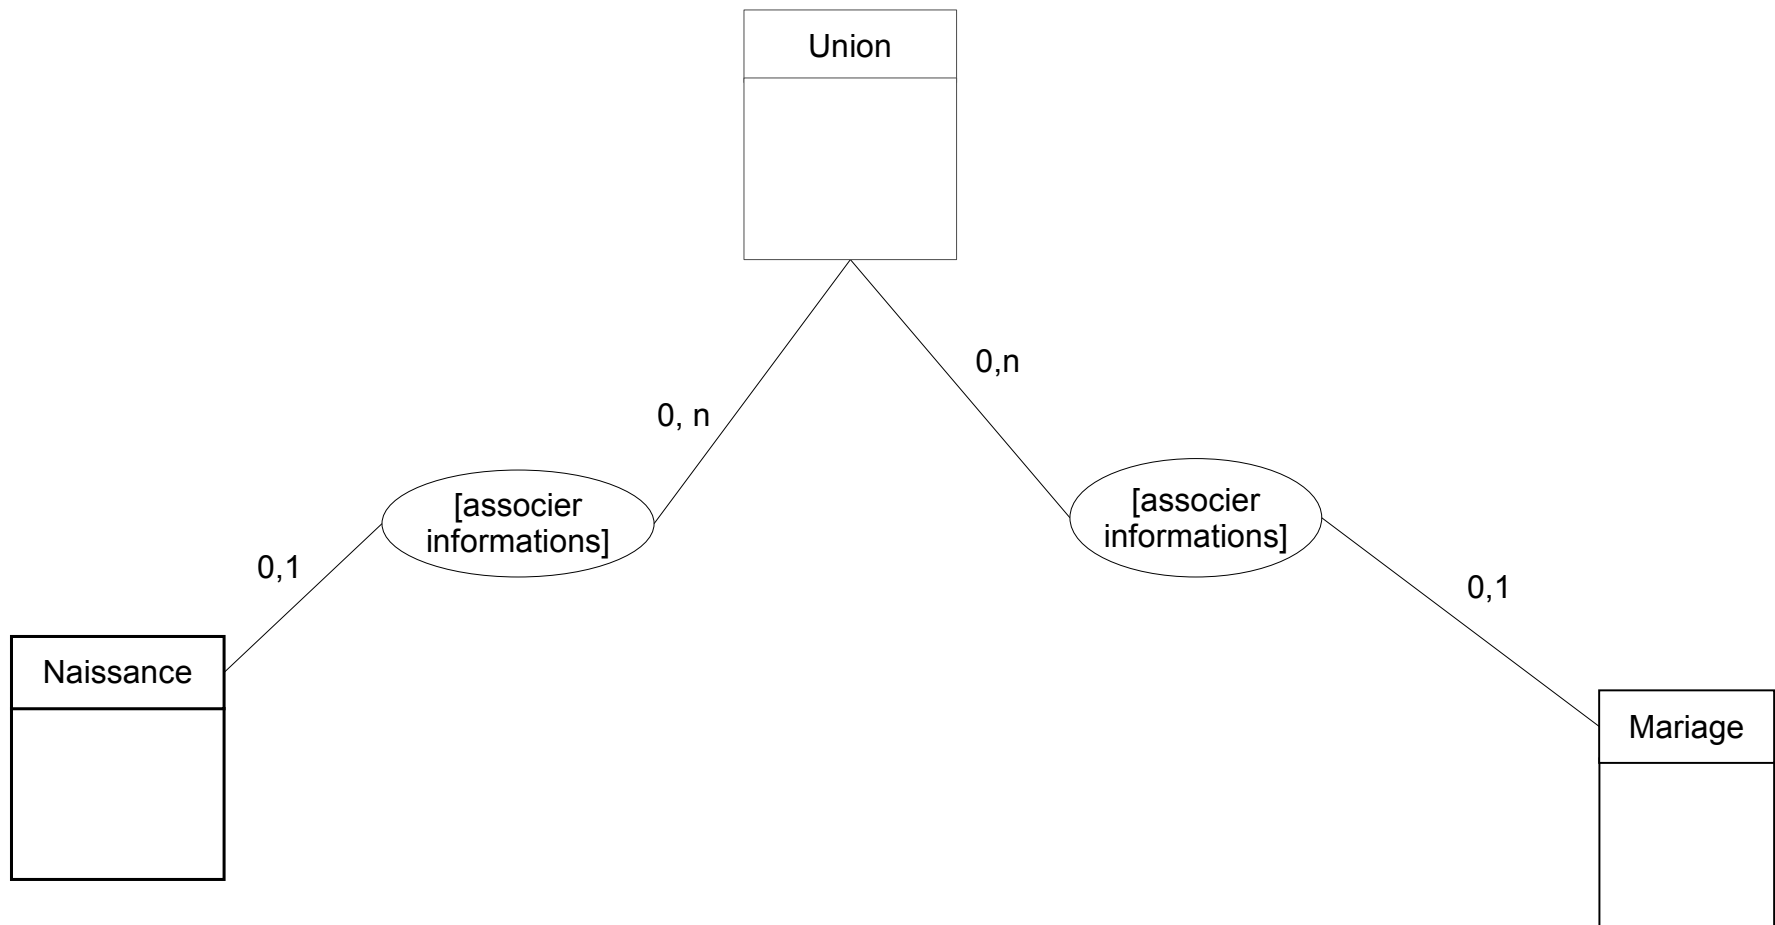 Union
0,n
0, n
[associer
informations]
[associer
informations]
0,1
0,1
Naissance
Mariage